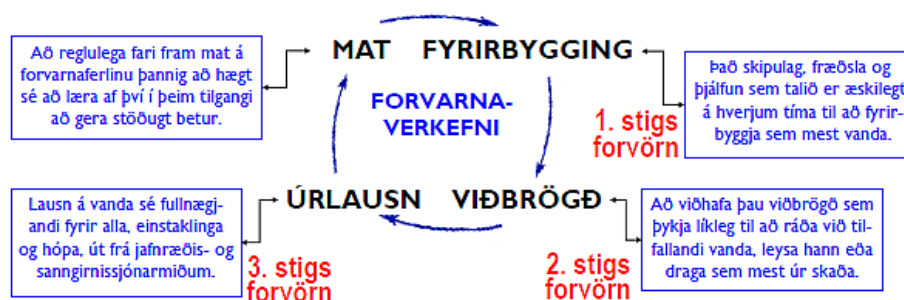 MAT FYRIRBYGGING
Að reglulega fari fram mat á
forvarnaferlinu þannig að hægt
sé að læra af því í þeim tilgangi
að gera stöðugt betur.
FORVARNA-
VERKEFNI
1. stigs
forvörn
Það skipulag, fræðsla og
þjálfun sem talið er æskilegt
á hverjum tíma til að fyrir-
byggja sem mest vanda.
ÚRLAUSN VIÐBRÖGÐ
Lausn á vanda sé fullnægj-
andi fyrir alla, einstaklinga
og hópa, út frá jafnræðis- og
sanngirnissjónarmiðum.
3. stigs
forvörn
2. stigs
forvörn
Að viðhafa þau viðbrögð sem
þykja líkleg til að ráða við til-
fallandi vanda, leysa hann eða
draga sem mest úr skaða.